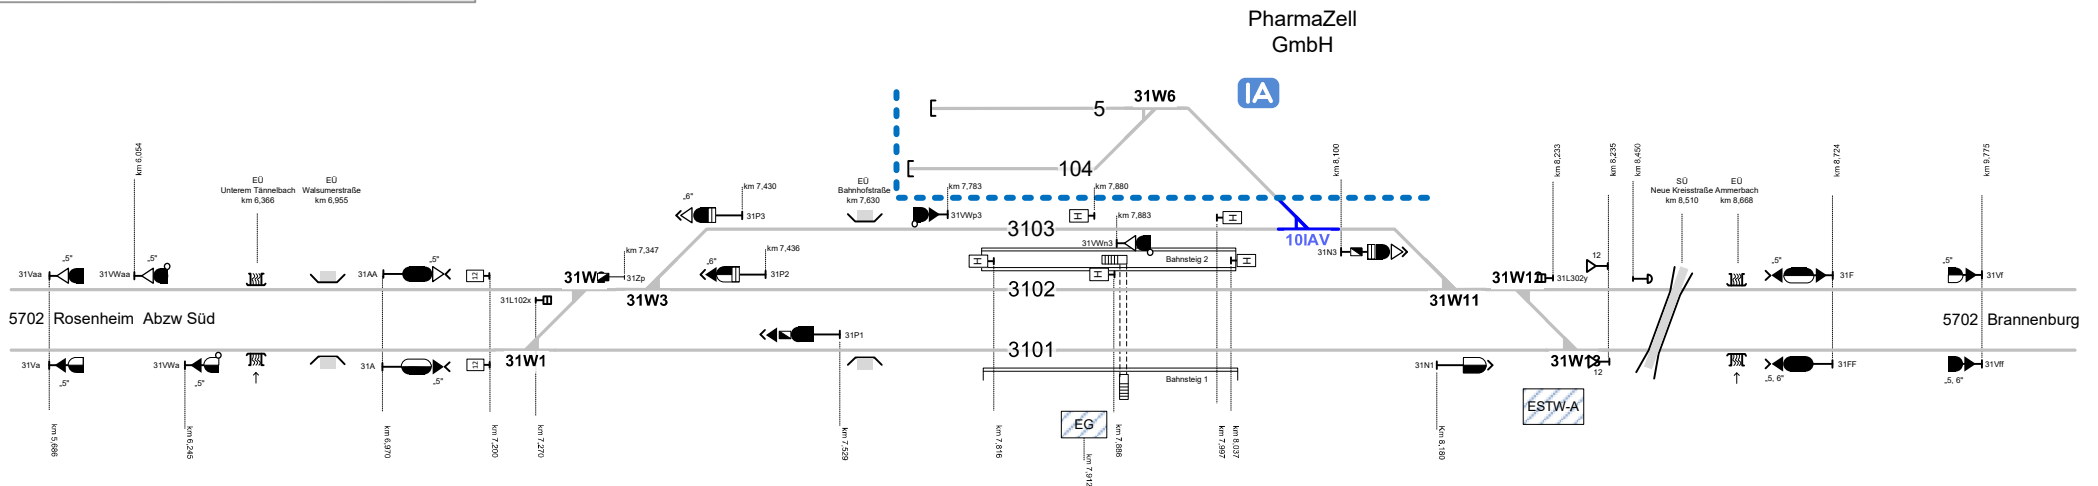 PharmaZell
GmbH
IA
31W6
5
104
km 6,054
km 8,100
km 8,233
km 8,235
km 8,450
km 8,724
km 9,775
EÜ
Unterem Tännelbach
km 6,366
EÜ
Walsumerstraße
km 6,955
EÜ
Bahnhofstraße
km 7,630
SÜ
Neue Kreisstraße
km 8,510
EÜ
Ammerbach
km 8,668
km 7,430
km 7,783
km 7,880
„6"
31P3
31VWp3
H
H
km 7,883
3103
10IAV
km 7,347
km 7,436
31VWn3
31N3
Bahnsteig 2
„5"
31Vaa
31VWaa
„5"
31AA
12
31W
31Zp
„6"
31P2
H
H
H
31W12
31L302y
12
„5"
31F
„5"
31Vf
31L102x
31W3
3102
31W11
5702 Rosenheim Abzw Süd
5702 Brannenburg
31P1
31Va
„5"
31VWa
„5"
31A
„5"
12
31W1
3101
31N1
31W13
12
„5, 6"
31FF
„5, 6"
31Vff
Bahnsteig 1
EG
ESTW-A
km 5,686
km 6,245
km 6,970
km 7,200
km 7,270
km 7,529
km 7,816
km 7,912
km 7,886
km 7,997
km 8,037
Km 8,180